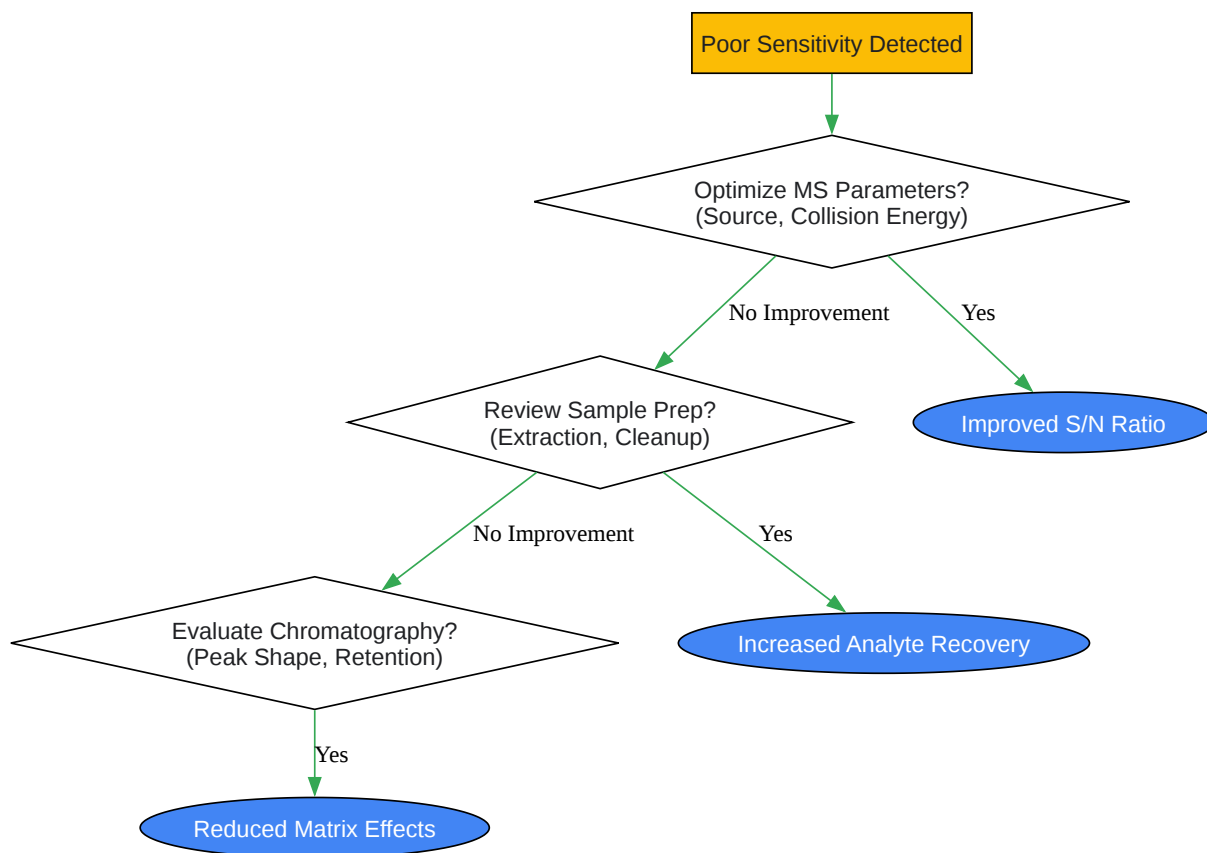 Poor Sensitivity Detected
Optimize MS Parameters?
(Source, Collision Energy)
No Improvement
Yes
Review Sample Prep?
(Extraction, Cleanup)
Improved S/N Ratio
No Improvement
Yes
Evaluate Chromatography?
(Peak Shape, Retention)
Increased Analyte Recovery
Yes
Reduced Matrix Effects